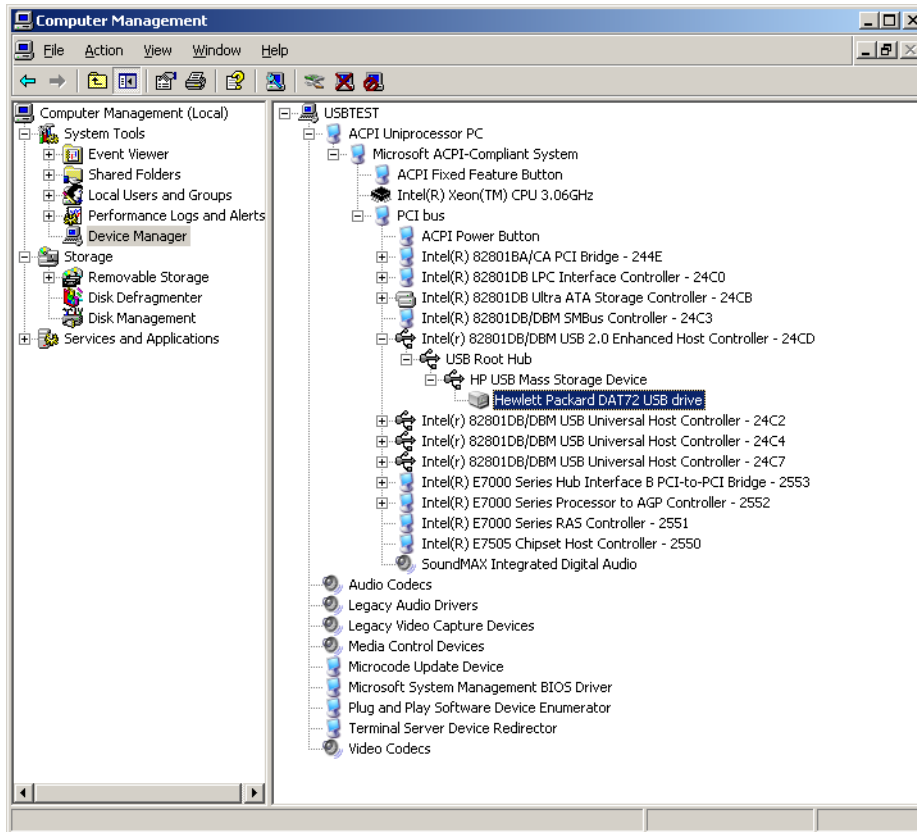 Computer Management
File Action View Window Help
Computer Management (Local)
System Tools
Event Viewer
Shared Folders
Local Users and Groups
Performance Logs and Alerts
Device Manager
Storage
Removable Storage
Disk Defragmenter
Disk Management
Services and Applications
USBTEST
ACPI Uniprocessor PC
Microsoft ACPI-Compliant System
ACPI Fixed Feature Button
Intel(R) Xeon(TM) CPU 3.06GHz
PCI bus
ACPI Power Button
Intel(R) 82801BA/CA PCI Bridge - 244E
Intel(R) 82801DB LPC Interface Controller - 24C0
Intel(R) 82801DB Ultra ATA Storage Controller - 24CB
Intel(R) 82801DB/DBM SMBus Controller - 24C3
Intel(r) 82801DB/DBM USB 2.0 Enhanced Host Controller - 24CD
USB Root Hub
HP USB Mass Storage Device
Hewlett Packard DAT72 USB drive
Intel(r) 82801DB/DBM USB Universal Host Controller - 24C2
Intel(r) 82801DB/DBM USB Universal Host Controller - 24C4
Intel(r) 82801DB/DBM USB Universal Host Controller - 24C7
Intel(R) E7000 Series Hub Interface B PCI-to-PCI Bridge - 2553
Intel(R) E7000 Series Processor to AGP Controller - 2552
Intel(R) E7000 Series RAS Controller - 2551
Intel(R) E7505 Chipset Host Controller - 2550
SoundMAX Integrated Digital Audio
Audio Codecs
Legacy Audio Drivers
Legacy Video Capture Devices
Media Control Devices
Microcode Update Device
Microsoft System Management BIOS Driver
Plug and Play Software Device Enumerator
Terminal Server Device Redirector
Video Codecs